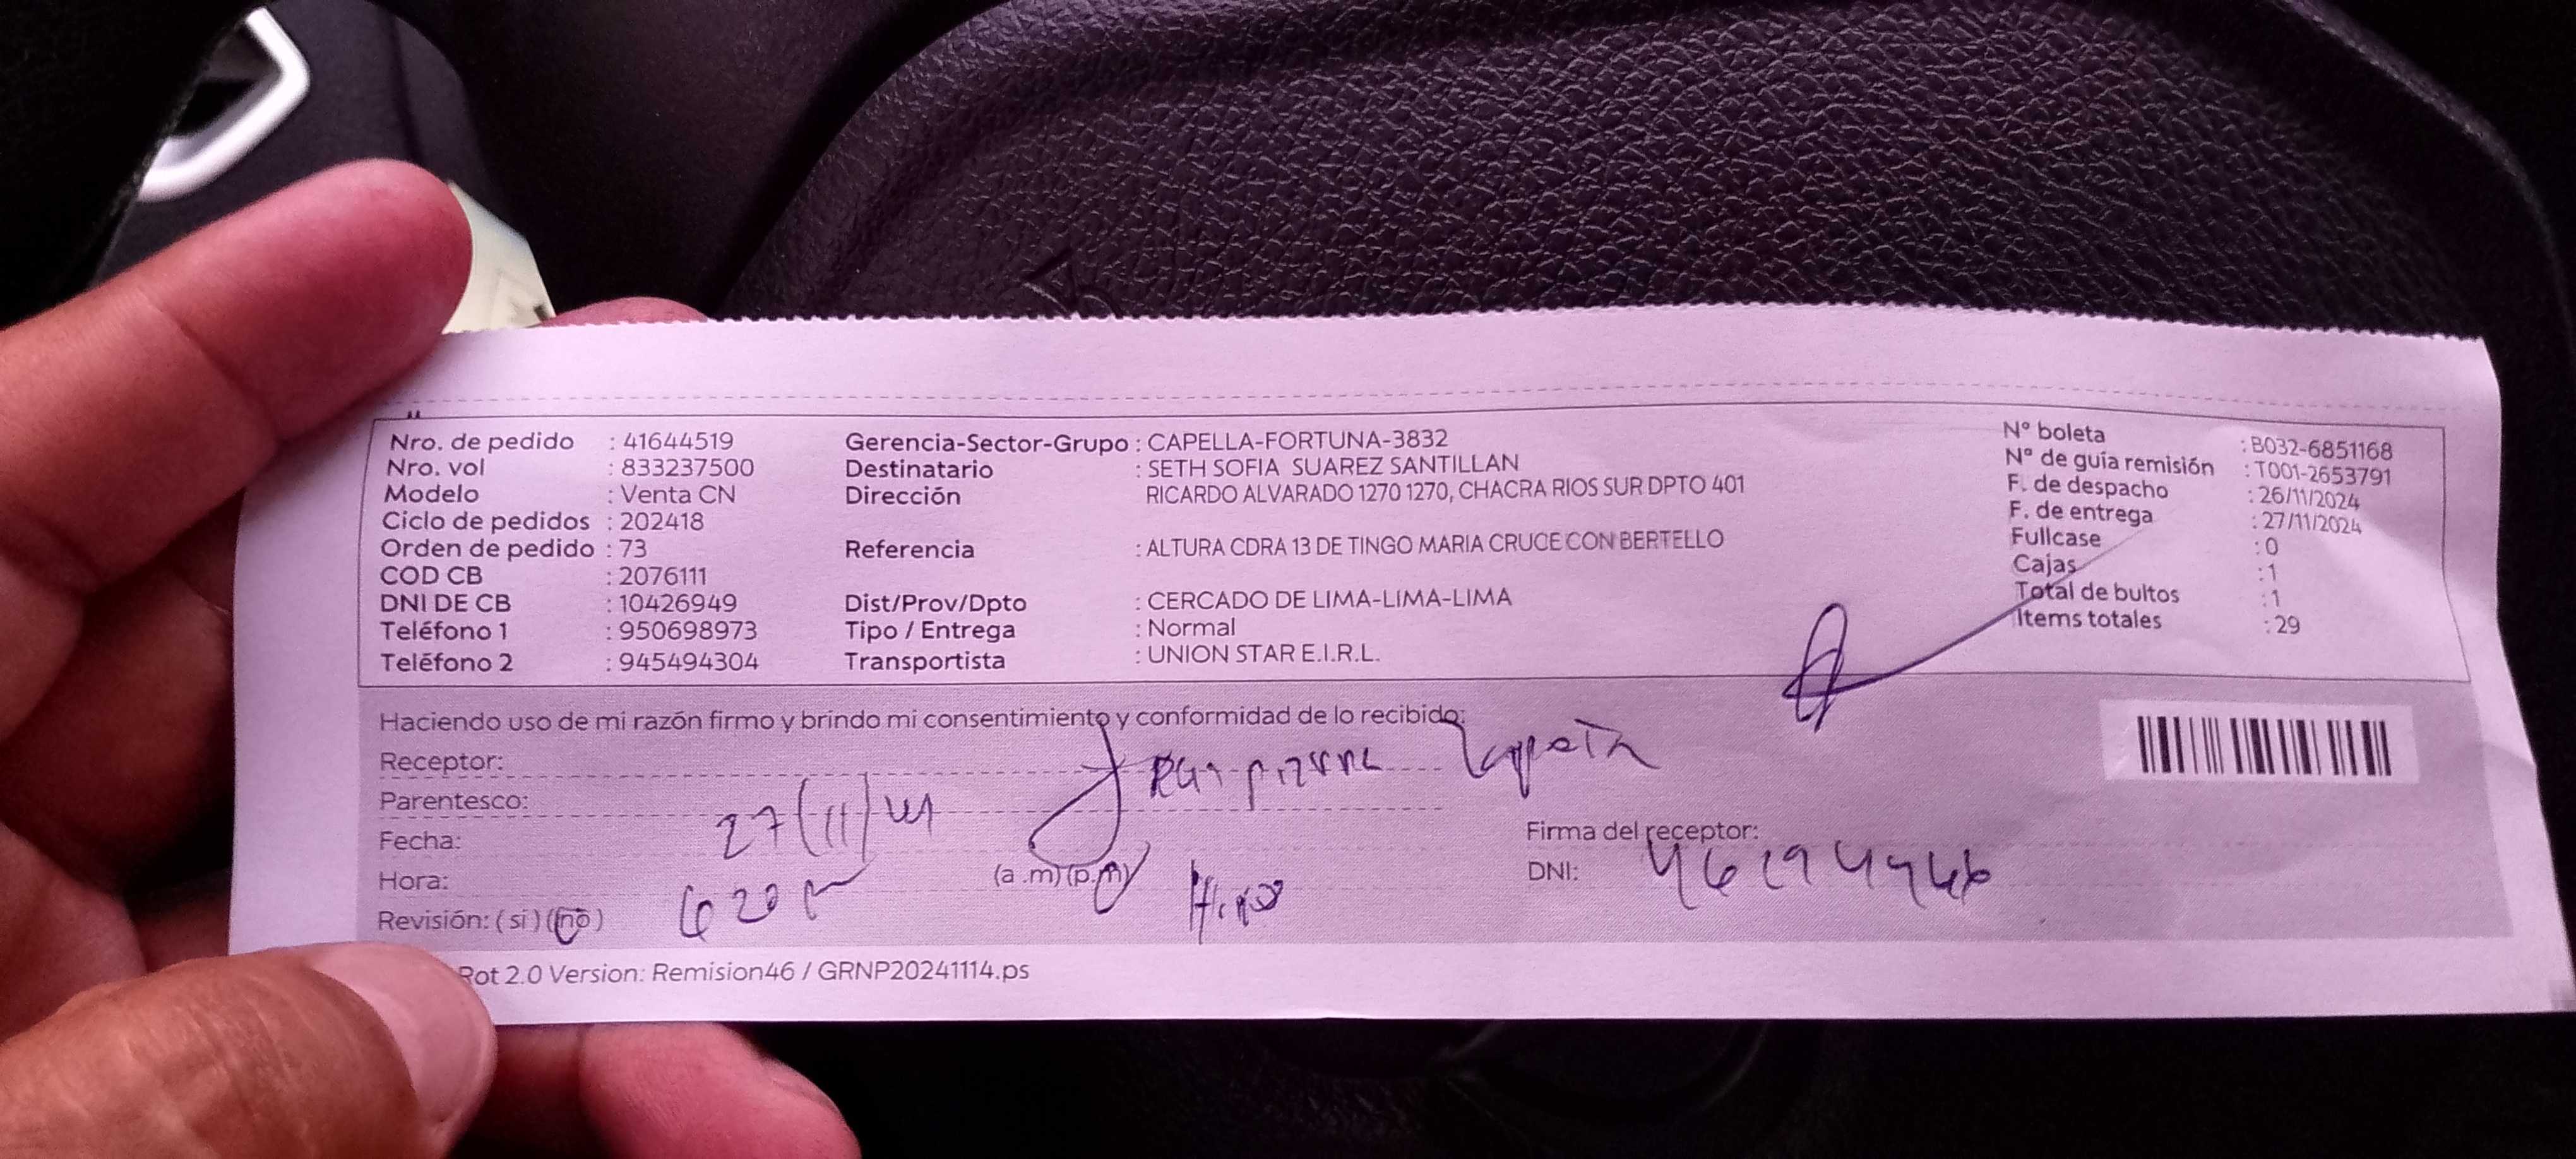 Nro. de pedido : 41644519
Nro. vol : 833237500
Modelo : Venta CN
Ciclo de pedidos : 202418
Orden de pedido : 73
COD CB : 2076111
DNI DE CB : 10426949
Teléfono 1 : 950698973
Teléfono 2 : 945494304
Gerencia-Sector-Grupo : CAPELLA-FORTUNA-3832
Destinatario : SETH SOFIA SUAREZ SANTILLAN
Dirección RICARDO ALVARADO 1270 1270, CHACRA RIOS SUR DPTO 401
Referencia : ALTURA CDRA 13 DE TINGO MARIA CRUCE CON BERTELLO
Dist/Prov/Dpto : CERCADO DE LIMA-LIMA-LIMA
Tipo / Entrega : Normal
Transportista : UNION STAR E.I.R.L.
N° boleta : B032-6851168
N° de guía remisión : T001-2653791
F. de despacho : 26/11/2024
F. de entrega : 27/11/2024
Fullcase : 0
Cajas : 1
Total de bultos : 1
Items totales : 29
Haciendo uso de mi razón firmo y brindo mi consentimiento y conformidad de lo recibido:
Receptor:
Parentesco:
Fecha: 27/11/24
Hora: 6 20 (a.m) (p.m)
Revisión: (si) (no)
Firma del receptor:
DNI:
Rot 2.0 Version: Remision46 / GRNP20241114.ps